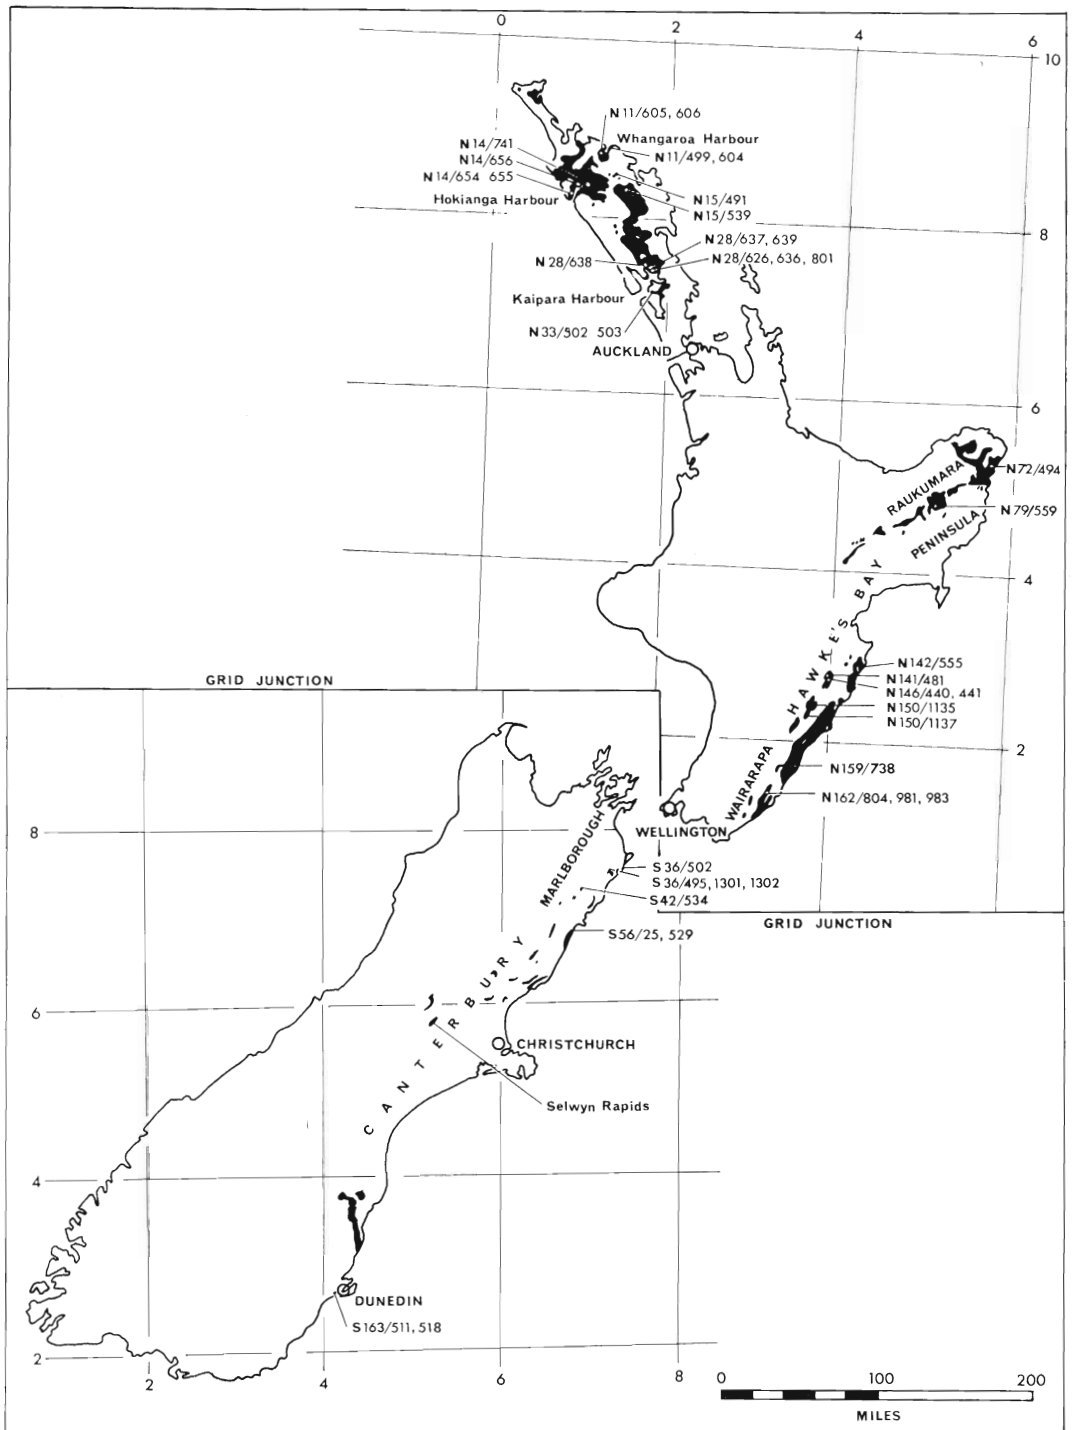 0
2
4
6
10
N11/605, 606
Whangaroa Harbour
N14/741
N11/499, 604
N14/656
N14/654 655
Hokianga Harbour
N15/491
N15/539
8
N28/637, 639
N28/638
N28/626, 636, 801
Kaipara Harbour
N33/502 503
AUCKLAND
6
RAUKUMARA
N72/494
N79/559
PENINSULA
4
HAWKE'S BAY
N142/555
N141/481
N146/440, 441
N150/1135
N150/1137
2
WAIRARAPA
N159/738
N162/804, 981, 983
WELLINGTON
GRID JUNCTION
8
MARLBOROUGH
S36/502
S36/495, 1301, 1302
S42/534
GRID JUNCTION
S56/25, 529
CANTERBURY
6
CHRISTCHURCH
Selwyn Rapids
4
DUNEDIN
S163/511, 518
2
2
4
6
8
0
100
200
MILES